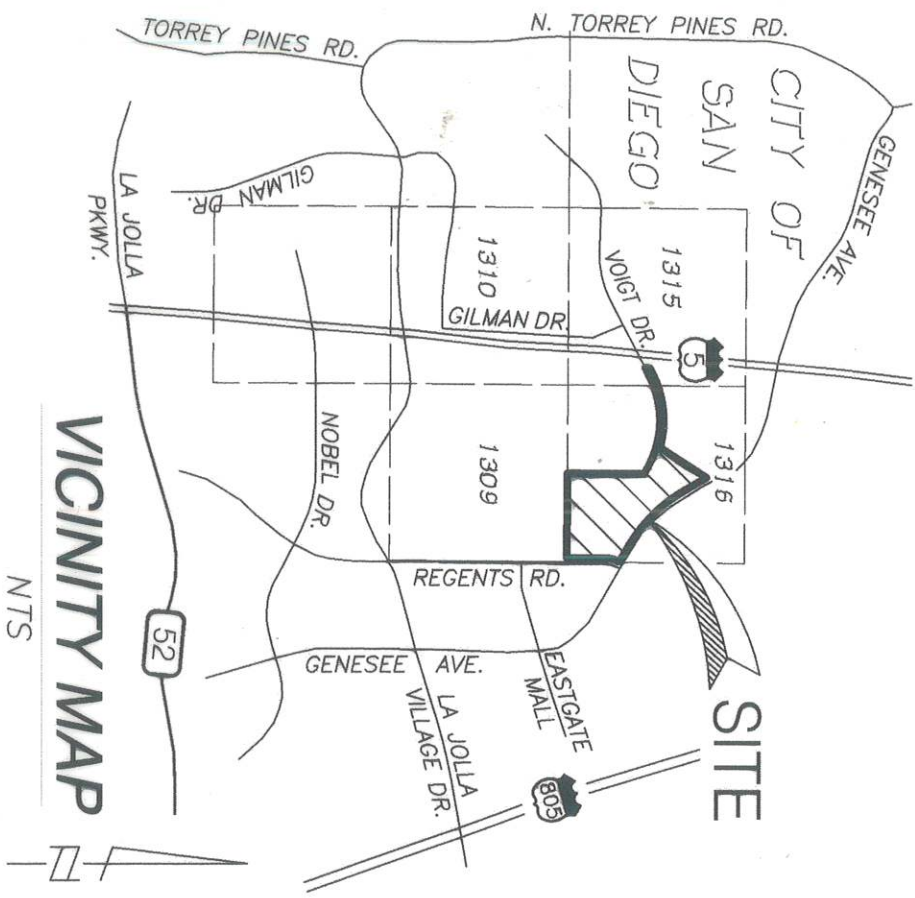 TORREY PINES RD.
N. TORREY PINES RD.
GENESEE AVE.
CITY OF
SAN
DIEGO
GILMAN DR.
LA JOLLA
PKWY.
1310
1315
VOIGT DR.
GILMAN DR.
5
1316
1309
NOBEL DR.
REGENTS RD.
SITE
GENESEE AVE.
EASTGATE
MALL
LA JOLLA
VILLAGE DR.
52
805
VICINITY MAP
NTS
N